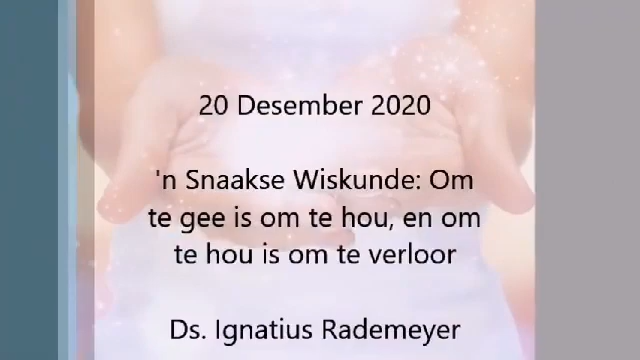 20 Desember 2020
'n Snaakse Wiskunde: Om
te gee is om te hou, en om
te hou is om te verloor
Ds. Ignatius Rademeyer